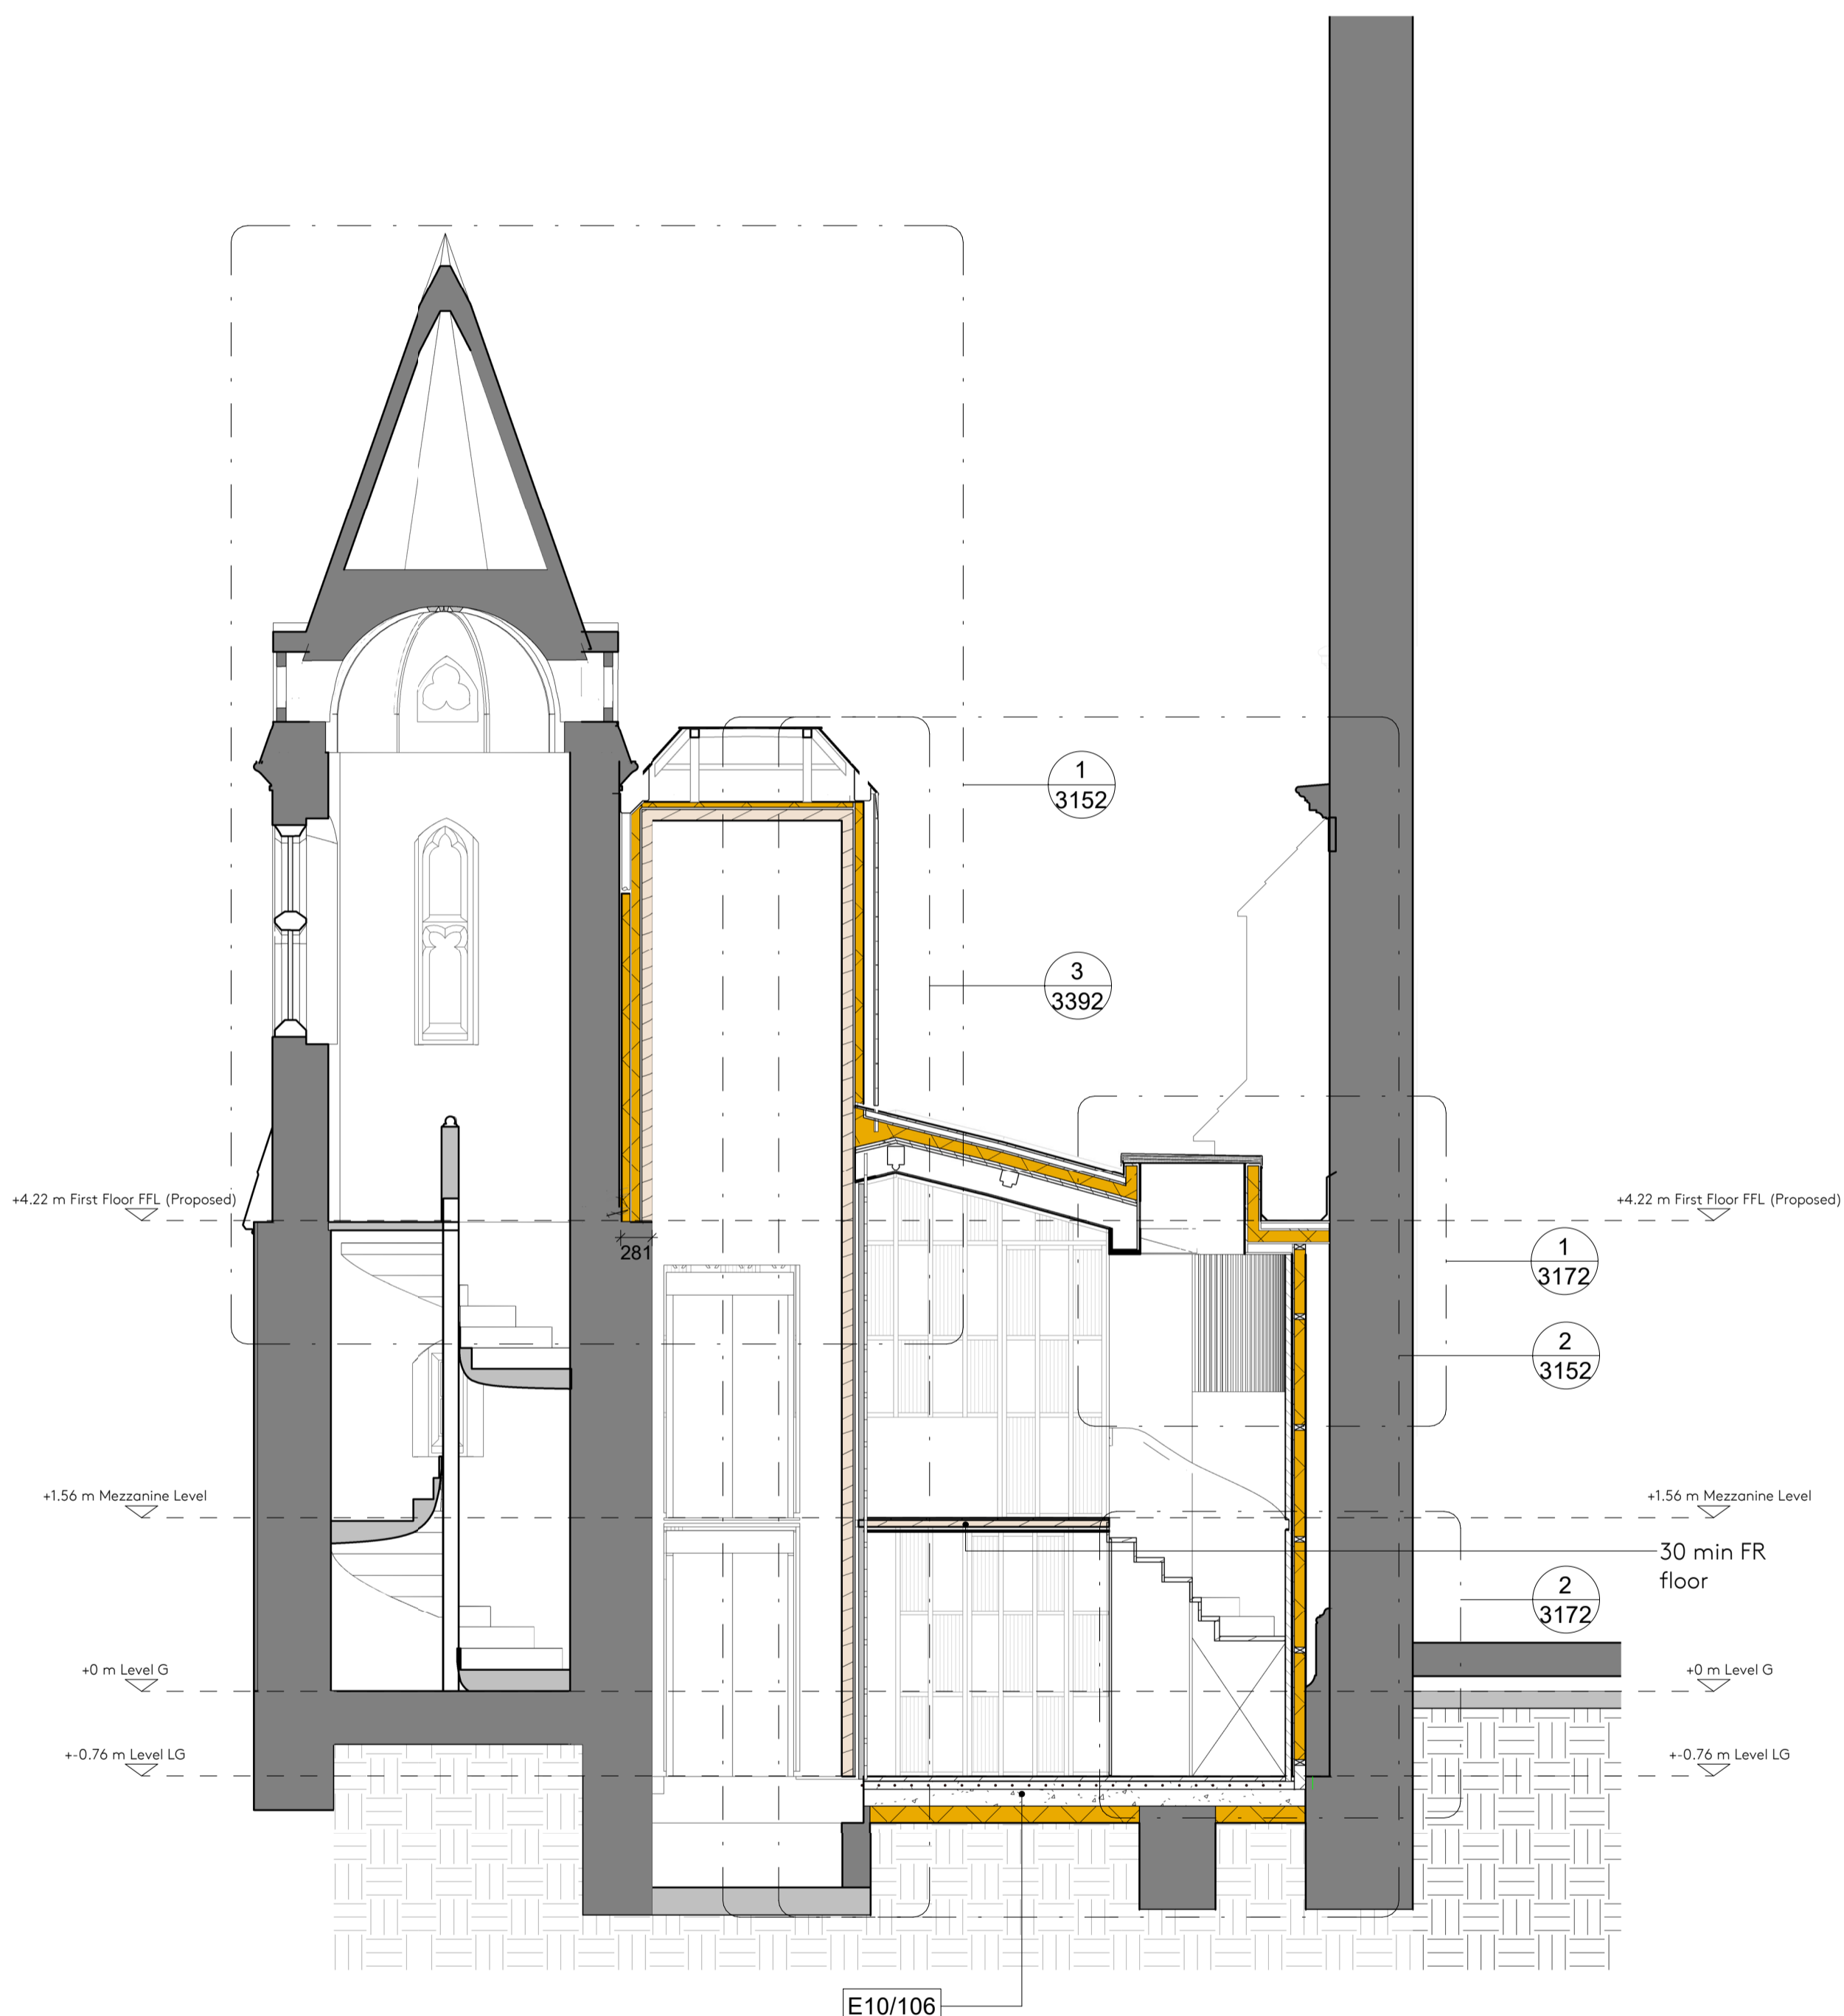 1
3152
3
3392
+4.22 m First Floor FFL (Proposed)
+4.22 m First Floor FFL (Proposed)
281
1
3172
2
3152
+1.56 m Mezzanine Level
+1.56 m Mezzanine Level
30 min FR
floor
2
3172
+0 m Level G
+0 m Level G
+-0.76 m Level LG
+-0.76 m Level LG
E10/106